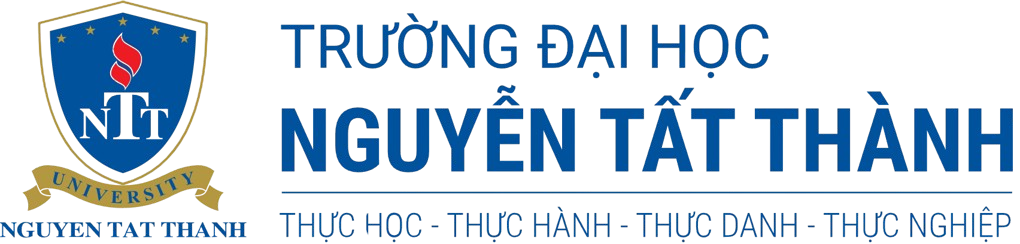 NTT
UNIVERSITY
NGUYEN TAT THANH
TRƯỜNG ĐẠI HỌC
NGUYỄN TẤT THÀNH
THỰC HỌC - THỰC HÀNH - THỰC DANH - THỰC NGHIỆP